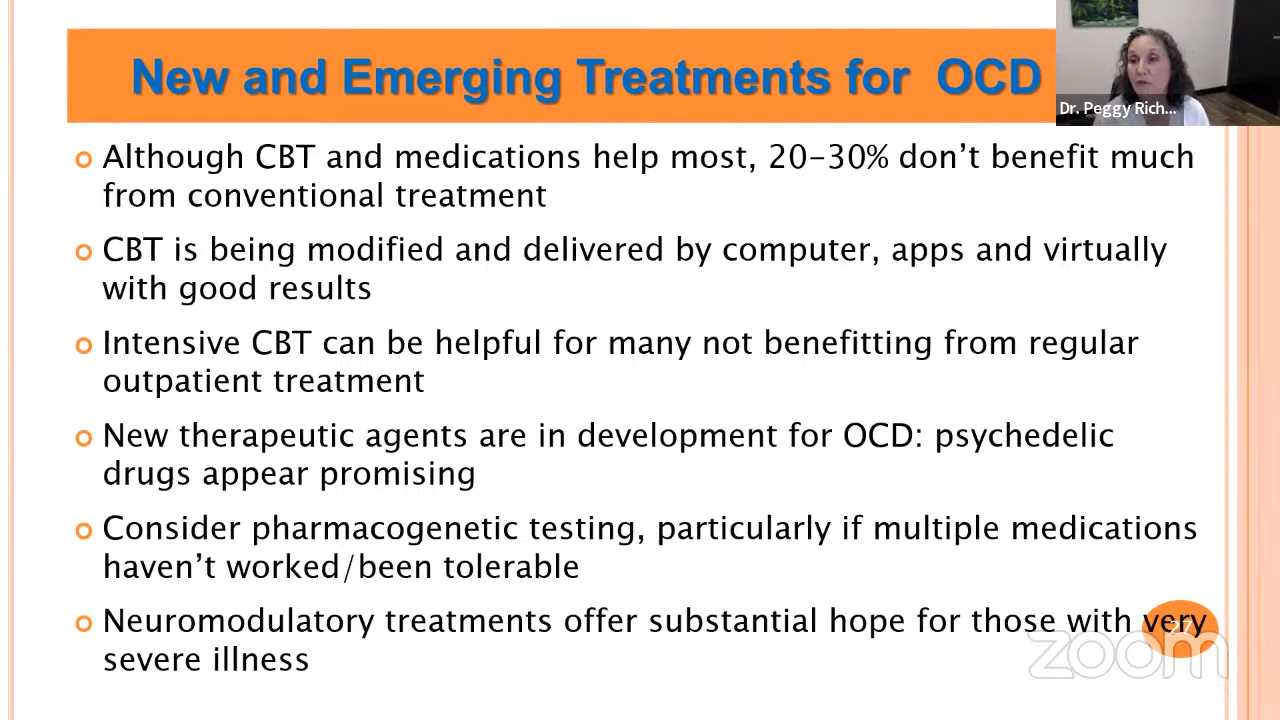 New and Emerging Treatments for OCD
Dr. Peggy Rich...
Although CBT and medications help most, 20-30% don't benefit much
from conventional treatment
CBT is being modified and delivered by computer, apps and virtually
with good results
Intensive CBT can be helpful for many not benefitting from regular
outpatient treatment
New therapeutic agents are in development for OCD: psychedelic
drugs appear promising
Consider pharmacogenetic testing, particularly if multiple medications
haven't worked/been tolerable
Neuromodulatory treatments offer substantial hope for those with very
severe illness
27
zoom